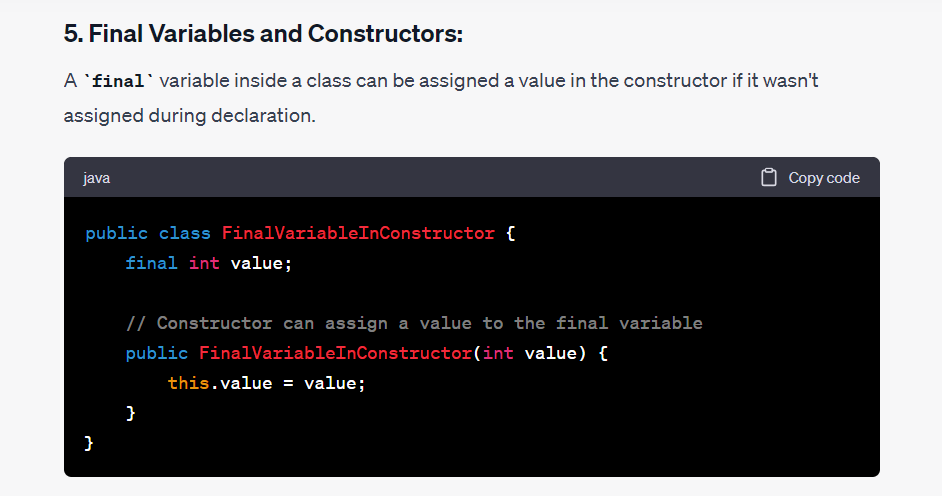 5. Final Variables and Constructors:
A `final` variable inside a class can be assigned a value in the constructor if it wasn't
assigned during declaration.
java
Copy code
public class FinalVariableInConstructor {
    final int value;
    // Constructor can assign a value to the final variable
    public FinalVariableInConstructor(int value) {
        this.value = value;
    }
}